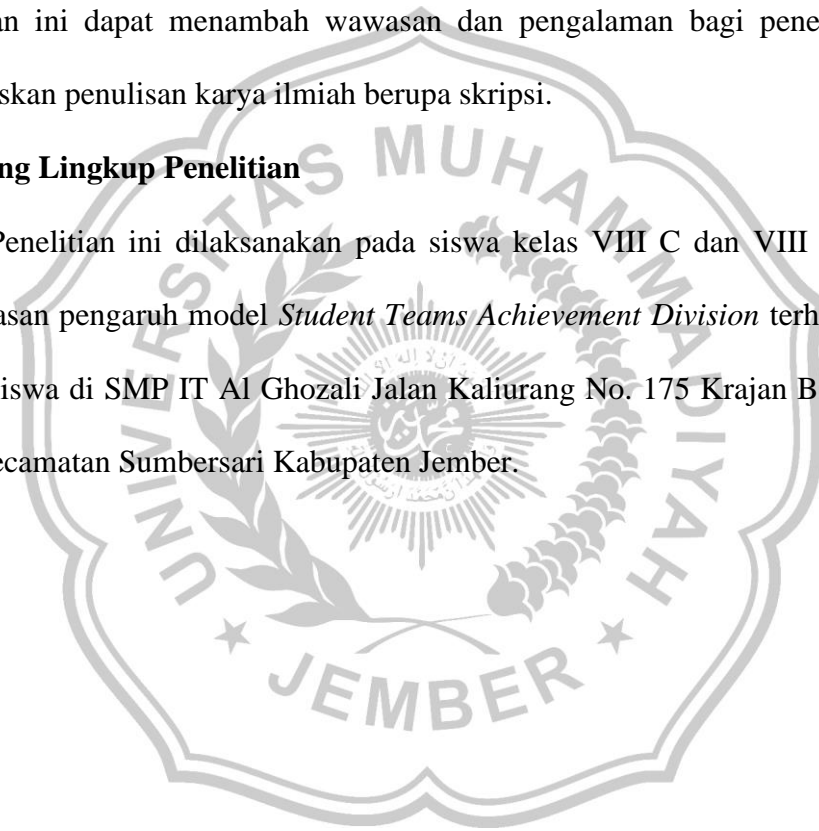 an ini dapat menambah wawasan dan pengalaman bagi pene
skan penulisan karya ilmiah berupa skripsi.
ng Lingkup Penelitian
Penelitian ini dilaksanakan pada siswa kelas VIII C dan VIII
asan pengaruh model Student Teams Achievement Division terh
iswa di SMP IT Al Ghozali Jalan Kaliurang No. 175 Krajan B
ecamatan Sumbersari Kabupaten Jember.
UNIVERSITAS MUHAMMADIYAH
JEMBER